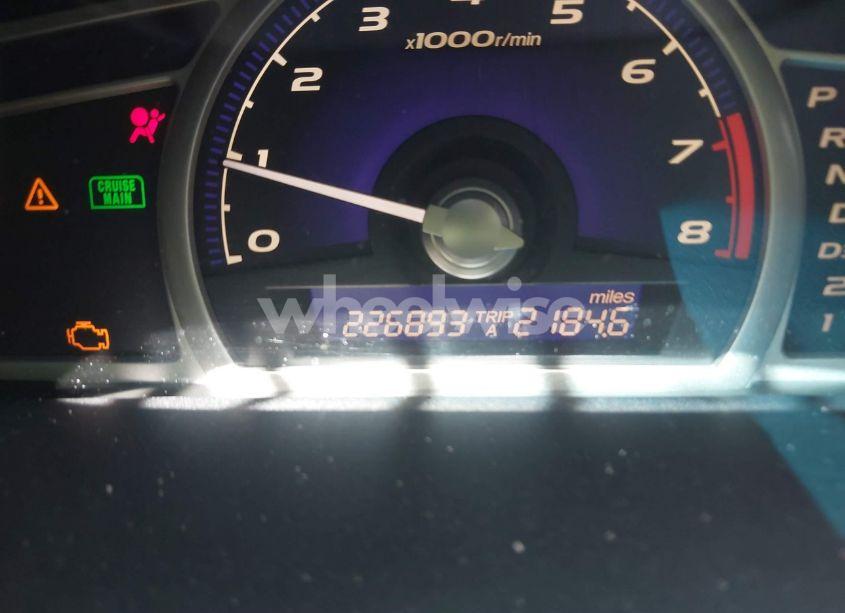 3 4 5
x1000r/min
2 6
P
CRUISE
MAIN
1 7
R
N
0 8
D
D3
2
1
miles
226893 TRIP A 2184.6
wheelwise